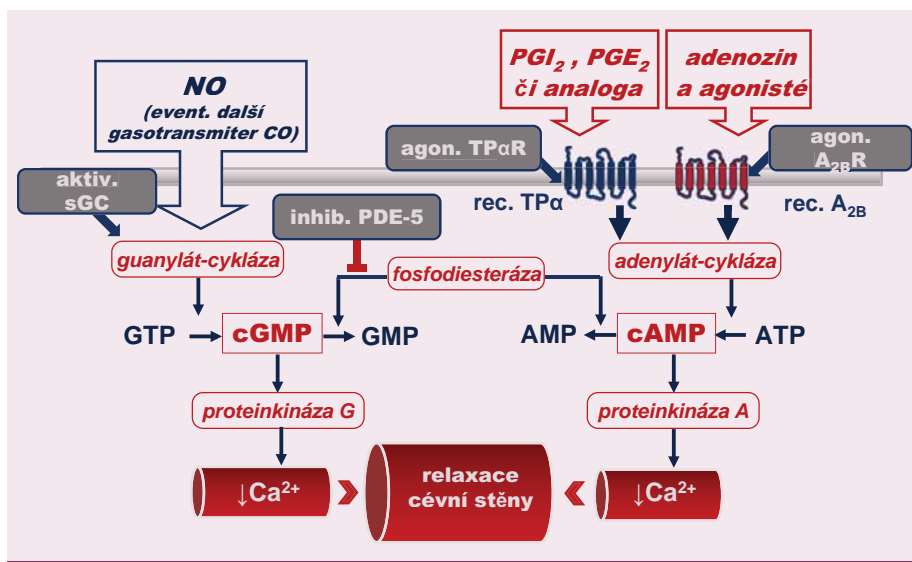 NO
(event. další
gasotransmiter CO)
PGI₂ , PGE₂
či analoga
adenozin
a agonisté
aktiv.
sGC
agon. TPαR
agon.
A₂BR
inhib. PDE-5
rec. TPα
rec. A₂B
guanylát-cykláza
fosfodiesteráza
adenylát-cykláza
GTP
cGMP
GMP
AMP
cAMP
ATP
proteinkináza G
proteinkináza A
↓Ca²⁺
relaxace
cévní stěny
↓Ca²⁺